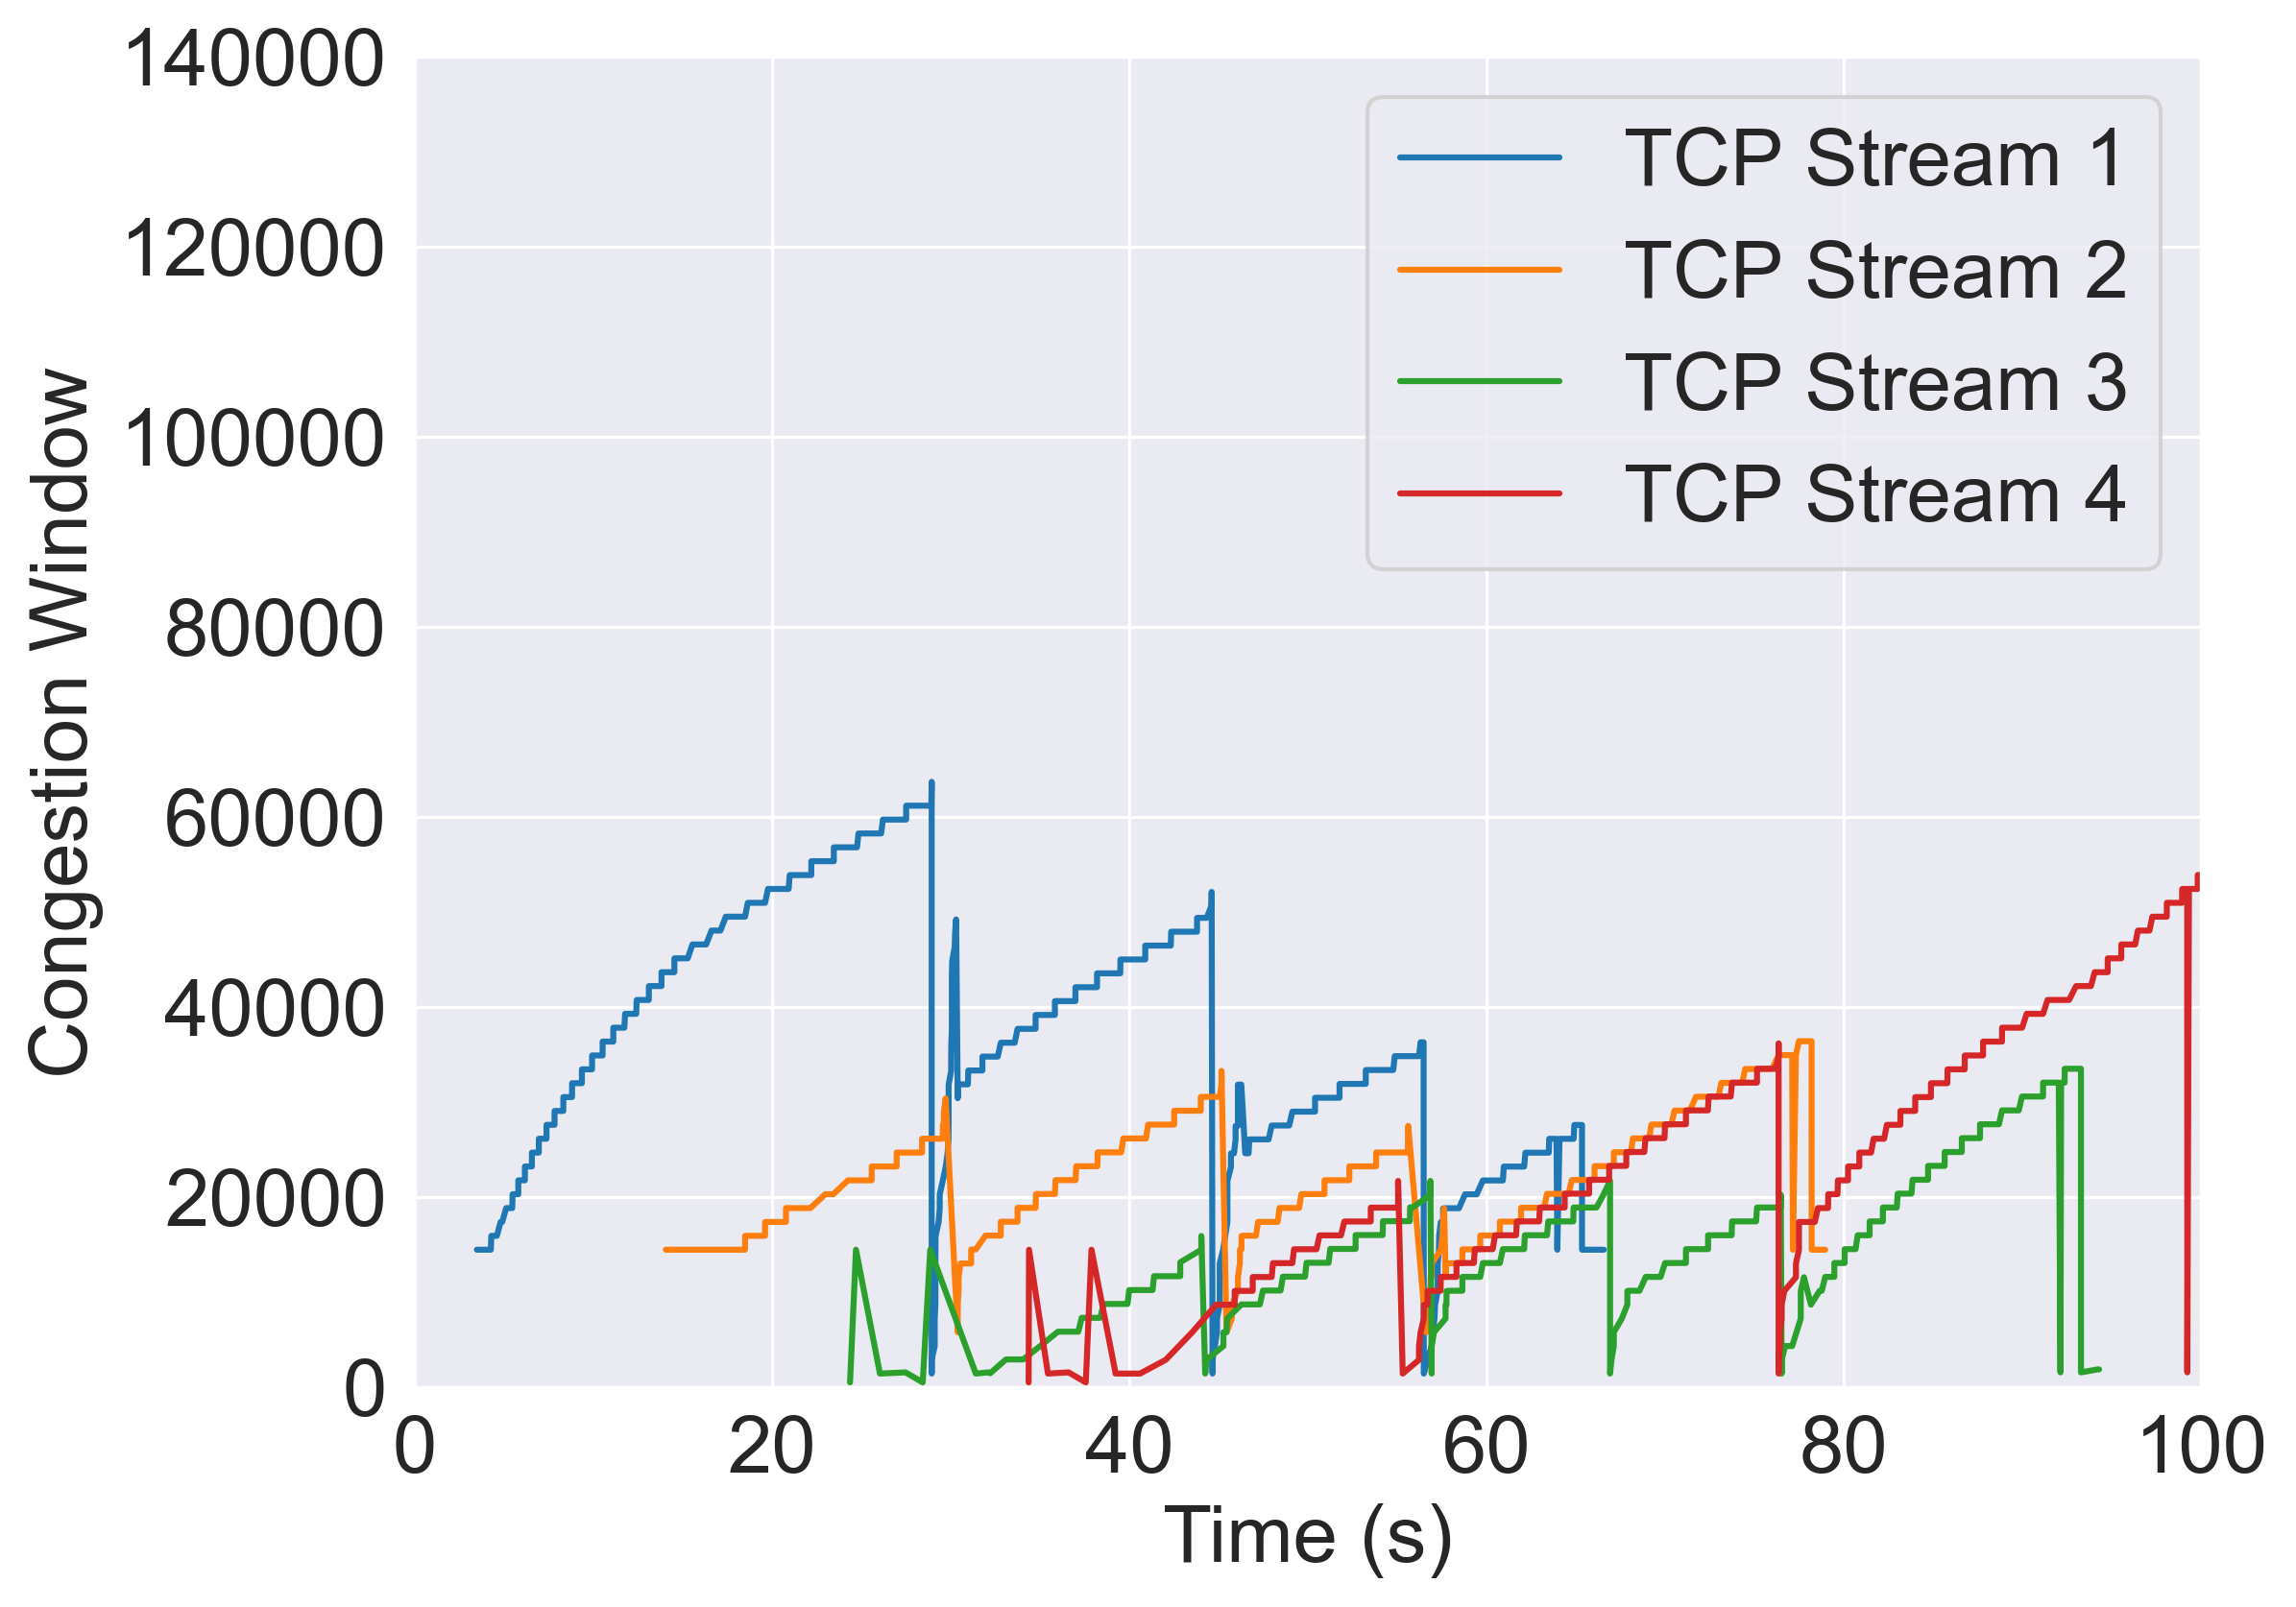 140000
120000
100000
80000
60000
40000
20000
0
Congestion Window
0 20 40 60 80 100
Time (s)
TCP Stream 1
TCP Stream 2
TCP Stream 3
TCP Stream 4